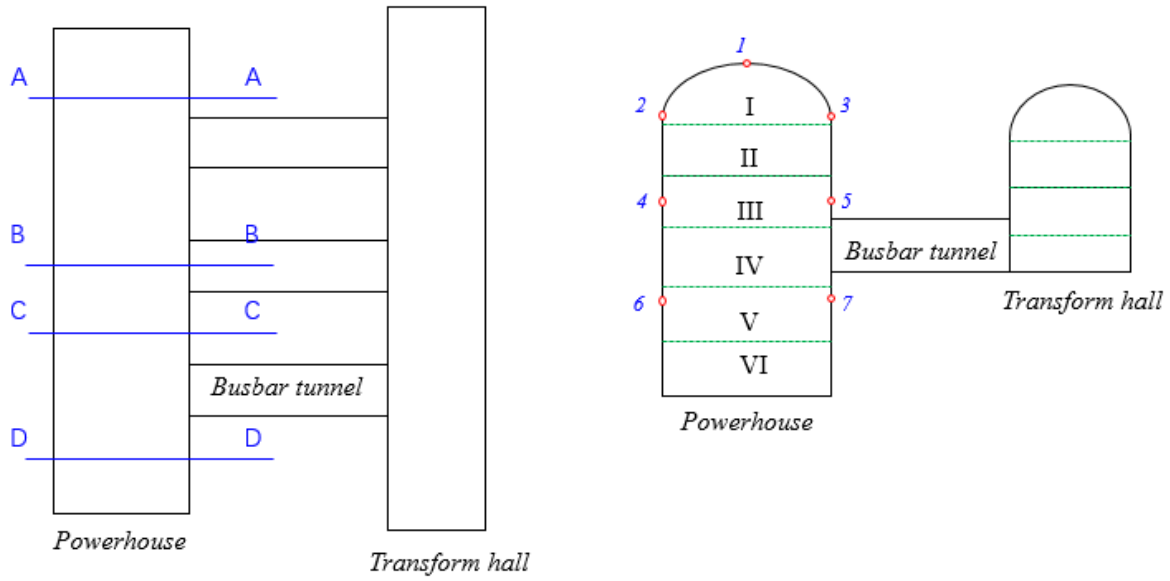 A A
B B
C C
Busbar tunnel
D D
Powerhouse
Transform hall
1
2 I 3
II
4 III 5
Busbar tunnel
IV
6 7
V
VI
Transform hall
Powerhouse